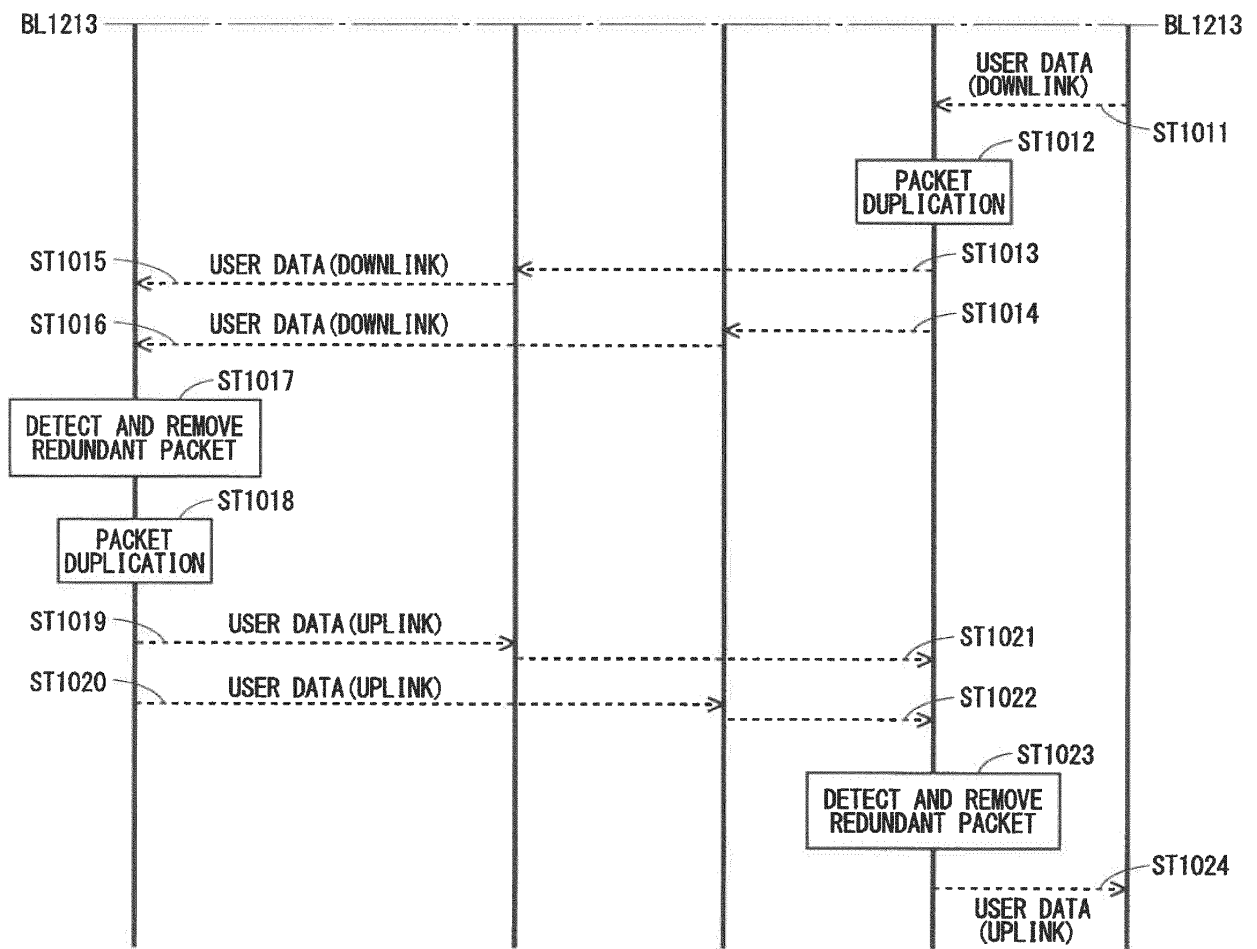 BL1213
BL1213
USER DATA
(DOWNLINK)
ST1011
ST1012
PACKET
DUPLICATION
ST1013
ST1015
USER DATA(DOWNLINK)
ST1014
ST1016
USER DATA(DOWNLINK)
ST1017
DETECT AND REMOVE
REDUNDANT PACKET
ST1018
PACKET
DUPLICATION
ST1019
USER DATA(UPLINK)
ST1021
ST1020
USER DATA(UPLINK)
ST1022
ST1023
DETECT AND REMOVE
REDUNDANT PACKET
ST1024
USER DATA
(UPLINK)